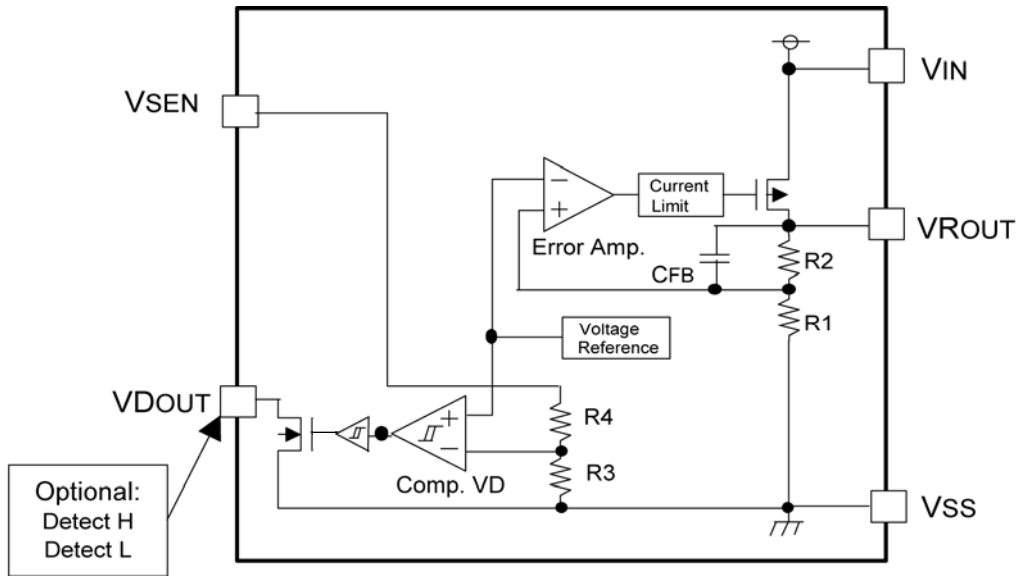 VIN
VSEN
Current
Limit
−
+
Error Amp.
VROUT
R2
CFB
R1
Voltage
Reference
VDOUT
+
−
R4
R3
Comp. VD
Optional:
Detect H
Detect L
VSS